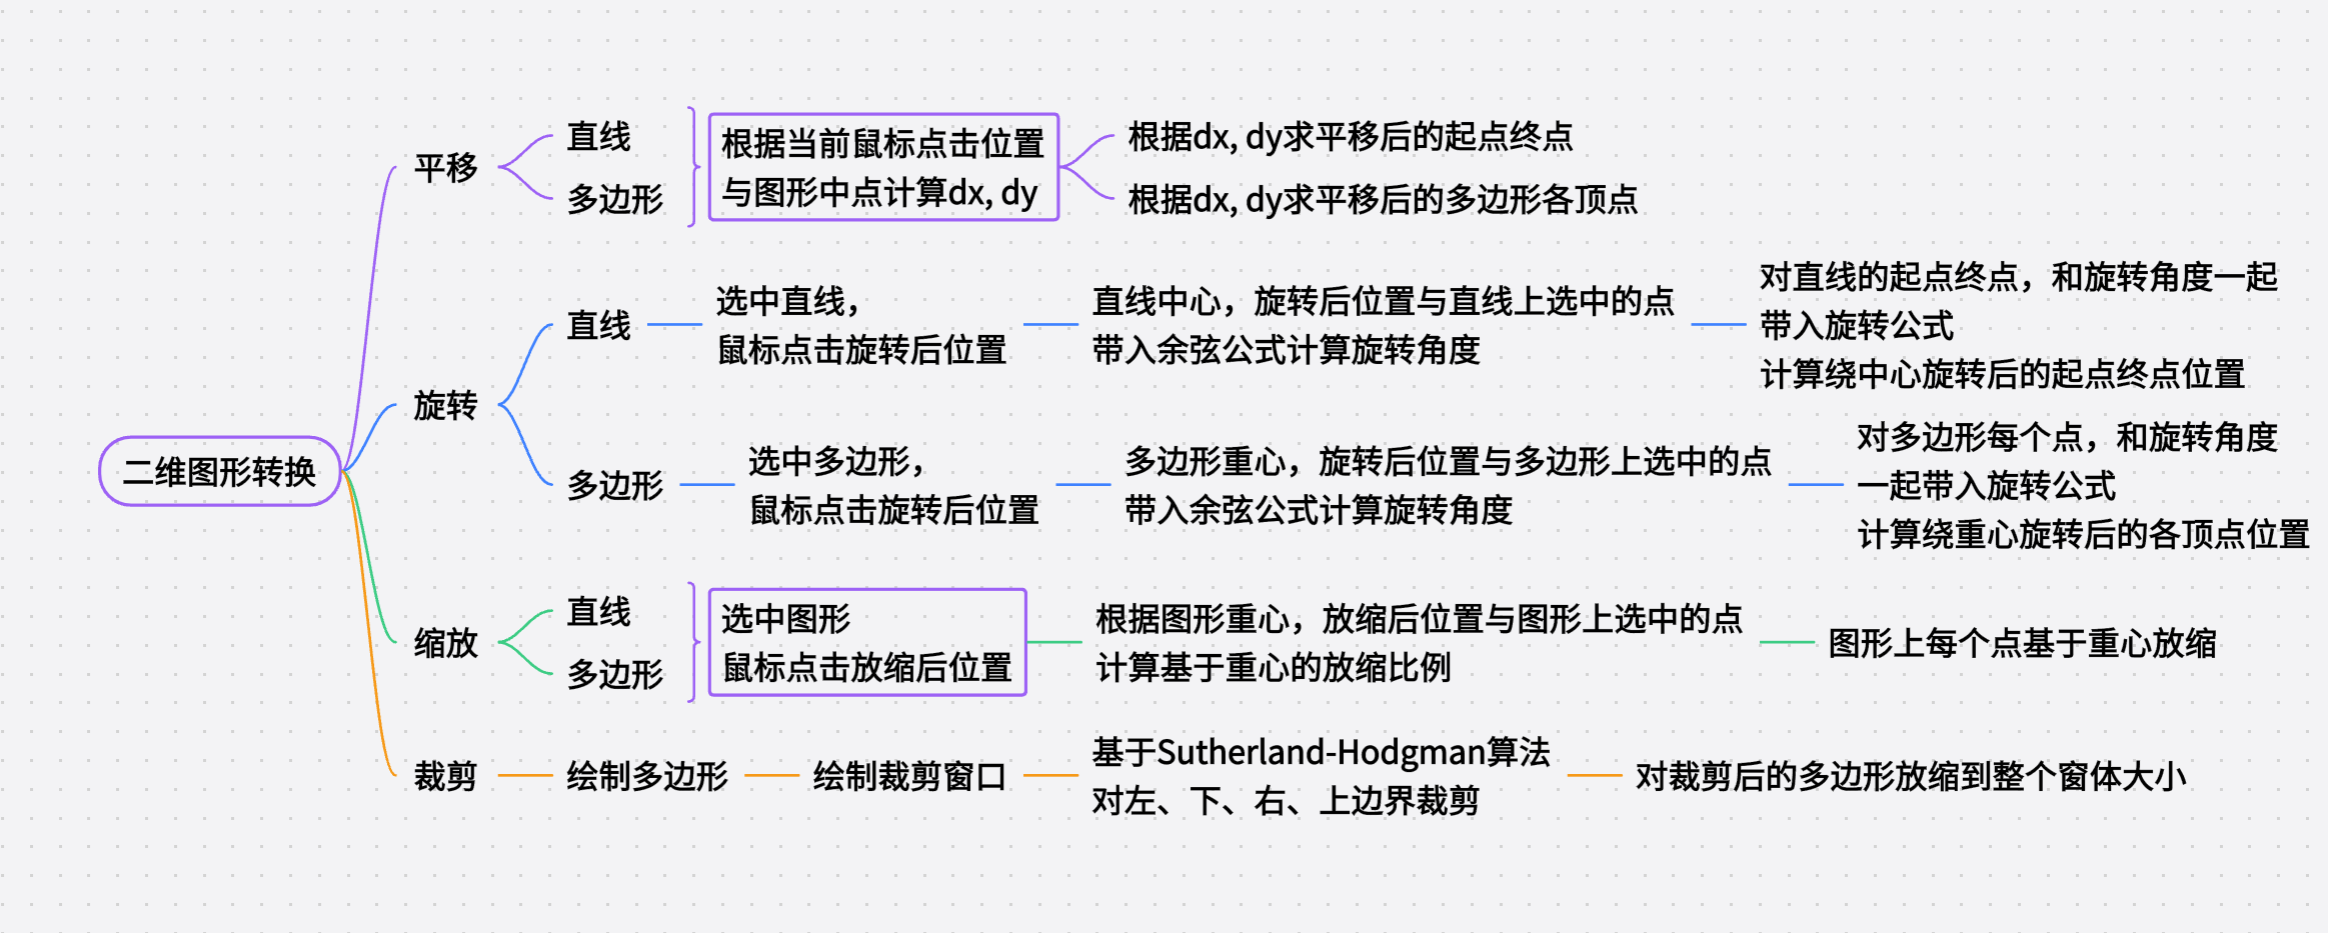 二维图形转换
平移
直线
多边形
根据当前鼠标点击位置
与图形中点计算dx, dy
根据dx, dy求平移后的起点终点
根据dx, dy求平移后的多边形各顶点
旋转
直线
选中直线，
鼠标点击旋转后位置
直线中心，旋转后位置与直线上选中的点
带入余弦公式计算旋转角度
对直线的起点终点，和旋转角度一起
带入旋转公式
计算绕中心旋转后的起点终点位置
多边形
选中多边形，
鼠标点击旋转后位置
多边形重心，旋转后位置与多边形上选中的点
带入余弦公式计算旋转角度
对多边形每个点，和旋转角度
一起带入旋转公式
计算绕重心旋转后的各顶点位置
缩放
直线
多边形
选中图形
鼠标点击放缩后位置
根据图形重心，放缩后位置与图形上选中的点
计算基于重心的放缩比例
图形上每个点基于重心放缩
裁剪
绘制多边形
绘制裁剪窗口
基于Sutherland-Hodgman算法
对左、下、右、上边界裁剪
对裁剪后的多边形放缩到整个窗体大小